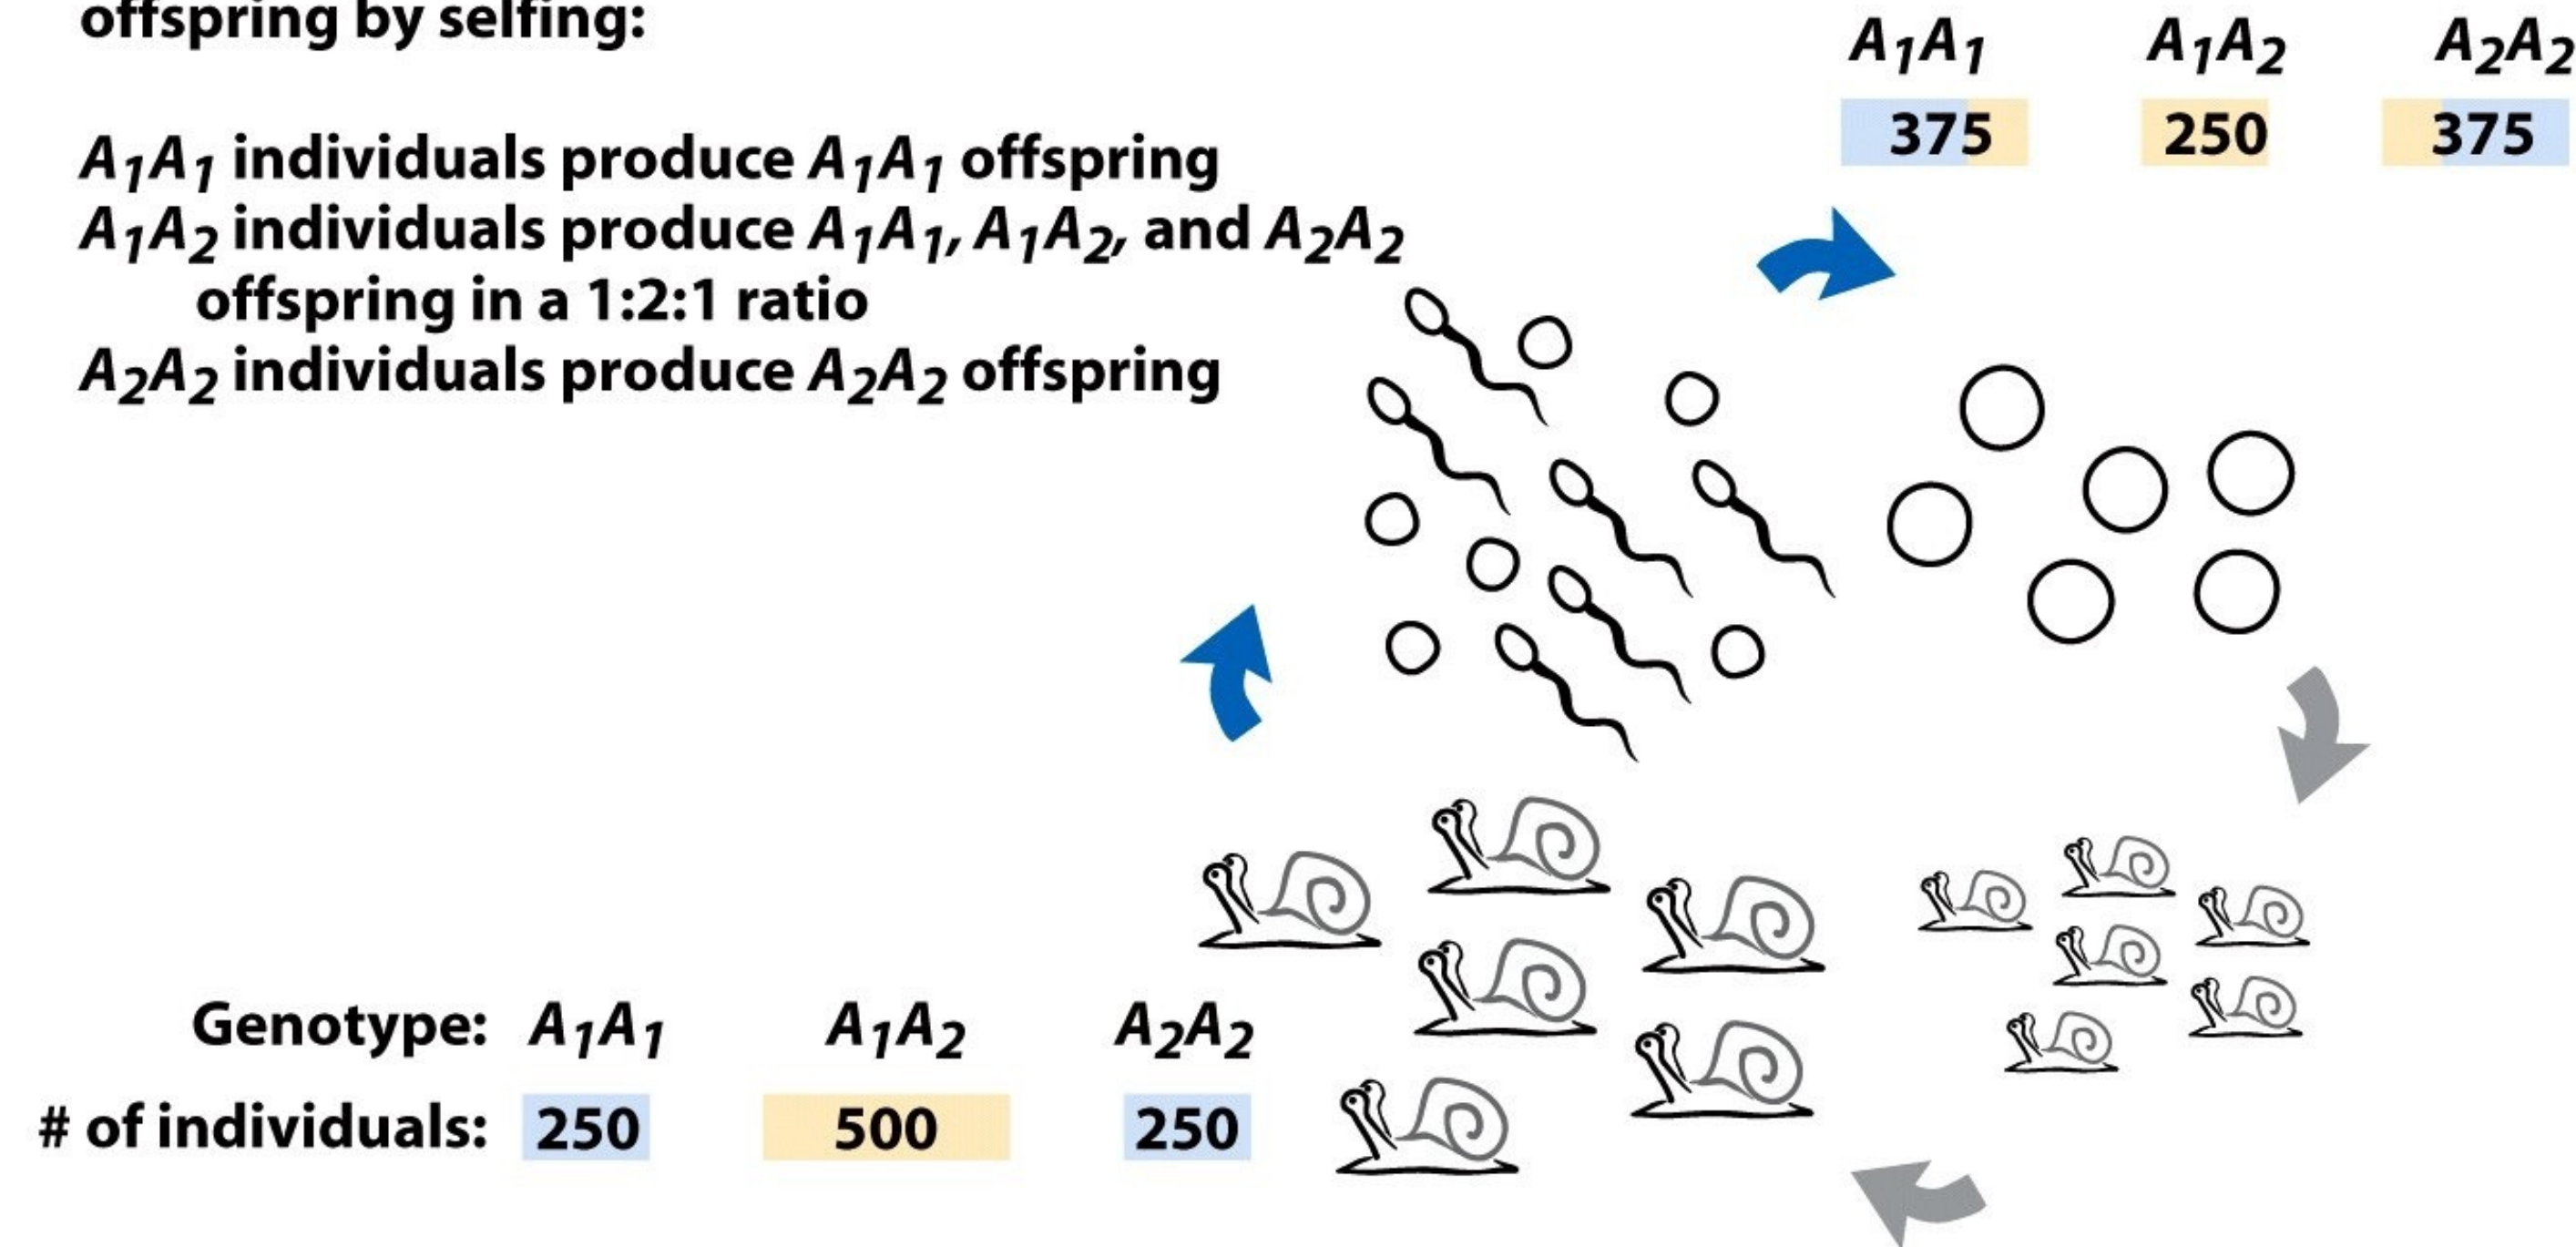 offspring by selfing:
A1A1 A1A2 A2A2
375 250 375
A1A1 individuals produce A1A1 offspring
A1A2 individuals produce A1A1, A1A2, and A2A2
offspring in a 1:2:1 ratio
A2A2 individuals produce A2A2 offspring
Genotype: A1A1 A1A2 A2A2
# of individuals: 250 500 250